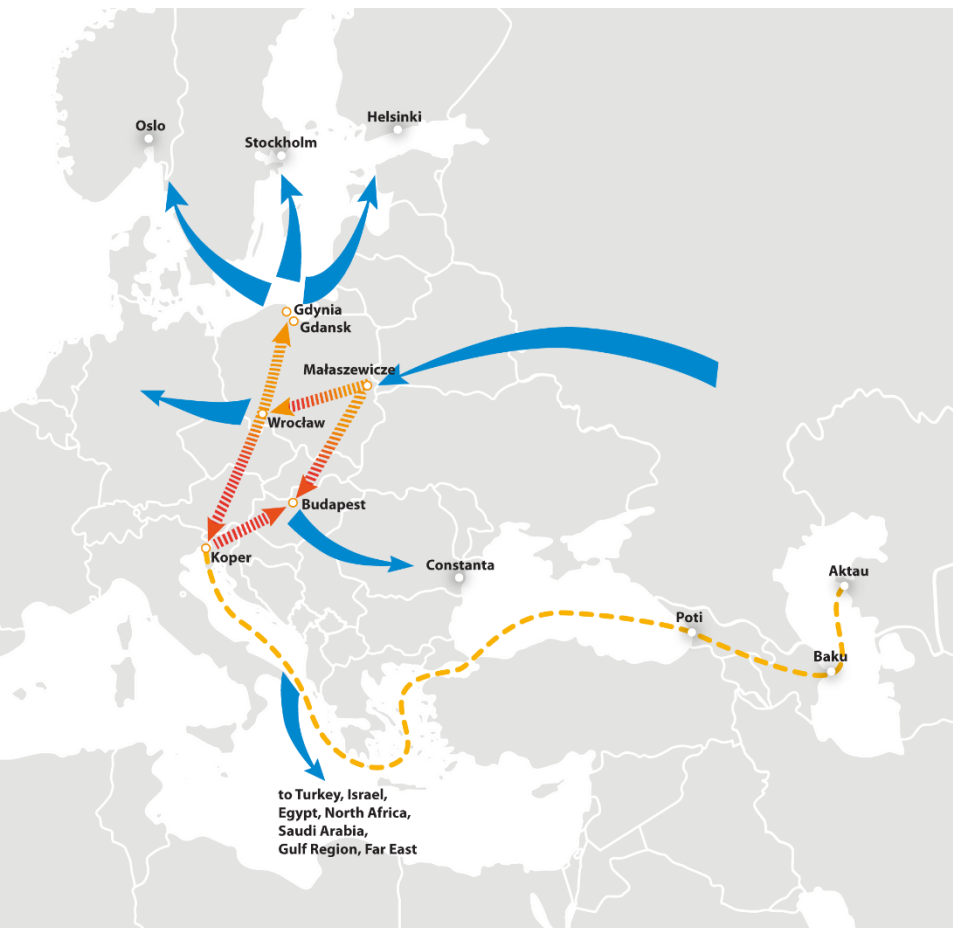 Helsinki
Oslo
Stockholm
Gdynia
Gdansk
Małaszewicze
Wrocław
Budapest
Koper
Constanta
Aktau
Poti
Baku
to Turkey, Israel,
Egypt, North Africa,
Saudi Arabia,
Gulf Region, Far East